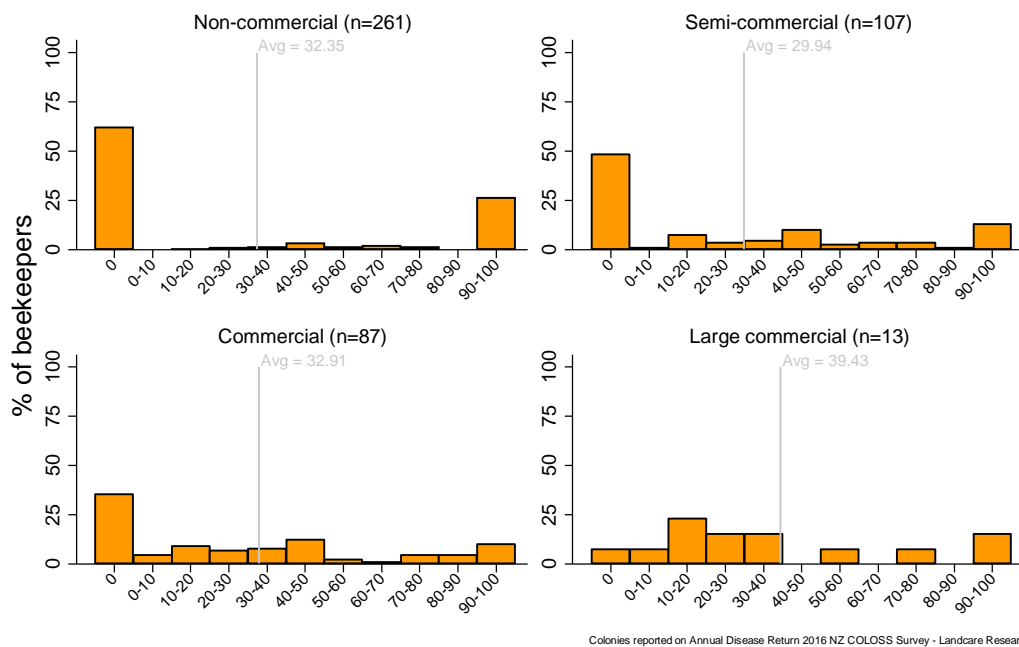 Non-commercial (n=261)
Avg = 32.35
100
75
50
25
0
0 0-10 10-20 20-30 30-40 40-50 50-60 60-70 70-80 80-90 90-100
Semi-commercial (n=107)
Avg = 29.94
100
75
50
25
0
0 0-10 10-20 20-30 30-40 40-50 50-60 60-70 70-80 80-90 90-100
% of beekeepers
Commercial (n=87)
Avg = 32.91
100
75
50
25
0
0 0-10 10-20 20-30 30-40 40-50 50-60 60-70 70-80 80-90 90-100
Large commercial (n=13)
Avg = 39.43
100
75
50
25
0
0 0-10 10-20 20-30 30-40 40-50 50-60 60-70 70-80 80-90 90-100
Colonies reported on Annual Disease Return 2016 NZ COLOSS Survey - Landcare Resear